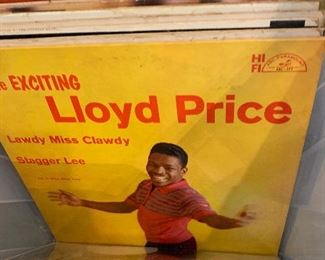 e EXCITING
HI
FI
Lloyd Price
Lawdy Miss Clawdy
Stagger Lee